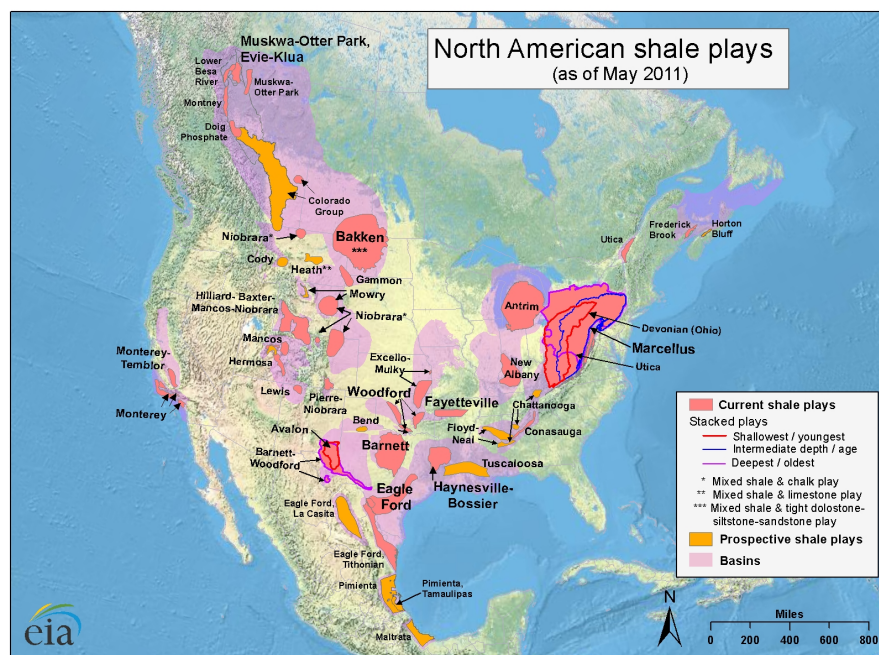 North American shale plays
(as of May 2011)
Muskwa-Otter Park,
Evie-Klua
Lower
Besa
River
Muskwa-
Otter Park
Montney
Doig
Phosphate
Colorado
Group
Niobrara*
Bakken
***
Cody
Heath**
Gammon
Mowry
Hilliard- Baxter-
Mancos-Niobrara
Niobrara*
Mancos
Hermosa
Monterey-
Temblor
Monterey
Lewis
Pierre-
Niobrara
Excello-
Mulky
Woodford
Fayetteville
Bend
Avalon
Barnett
Barnett-
Woodford
Eagle
Ford
Haynesville-
Bossier
Tuscaloosa
Floyd-
Neal
Conasauga
Chattanooga
New
Albany
Antrim
Devonian (Ohio)
Marcellus
Utica
Utica
Frederick
Brook
Horton
Bluff
Eagle Ford,
La Casita
Eagle Ford,
Tithonian
Pimienta
Pimienta,
Tamaulipas
Maltrata
Current shale plays
Stacked plays
Shallowest / youngest
Intermediate depth / age
Deepest / oldest
* Mixed shale & chalk play
** Mixed shale & limestone play
*** Mixed shale & tight dolostone-
siltstone-sandstone play
Prospective shale plays
Basins
N
Miles
0 200 400 600 800
eia